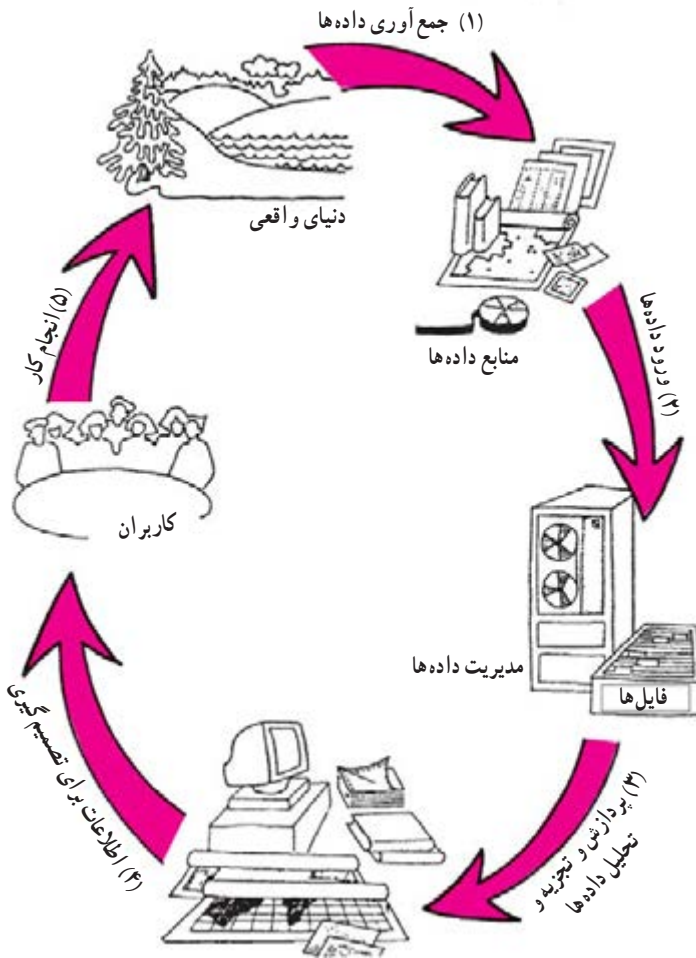 (۱) جمع آوری داده‌ها
دنیای واقعی
منابع داده‌ها
(۲) ورود داده‌ها
مدیریت داده‌ها
فایل‌ها
(۳) پردازش و تجزیه و
تحلیل داده‌ها
(۴) اطلاعات برای تصمیم‌گیری
کاربران
(۵) انجام کار